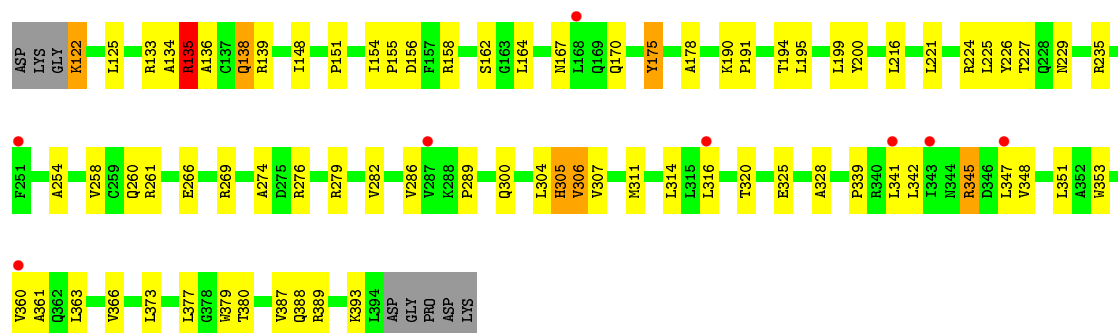 ASP LYS GLY K122 L125 R133 A134 R135 A136 C137 Q138 R139 I148 P151 I154 P155 D156 F157 R158 S162 G163 L164 N167 L168 Q169 Q170 Y175 A178 K190 P191 T194 L195 L199 Y200 L216 L221 R224 L225 Y226 T227 Q228 N229 R235
F251 A254 V258 C259 Q260 R261 E266 R269 A274 D275 R276 R279 V282 V286 V287 K288 P289 Q300 L304 H305 V306 V307 M311 L314 L315 L316 T320 E325 A328 P339 R340 L341 L342 I343 N344 R345 D346 L347 V348 L351 A352 W353
V360 A361 Q362 L363 V366 L373 L377 G378 W379 T380 V387 Q388 R389 K393 L394 ASP GLY PRO ASP LYS